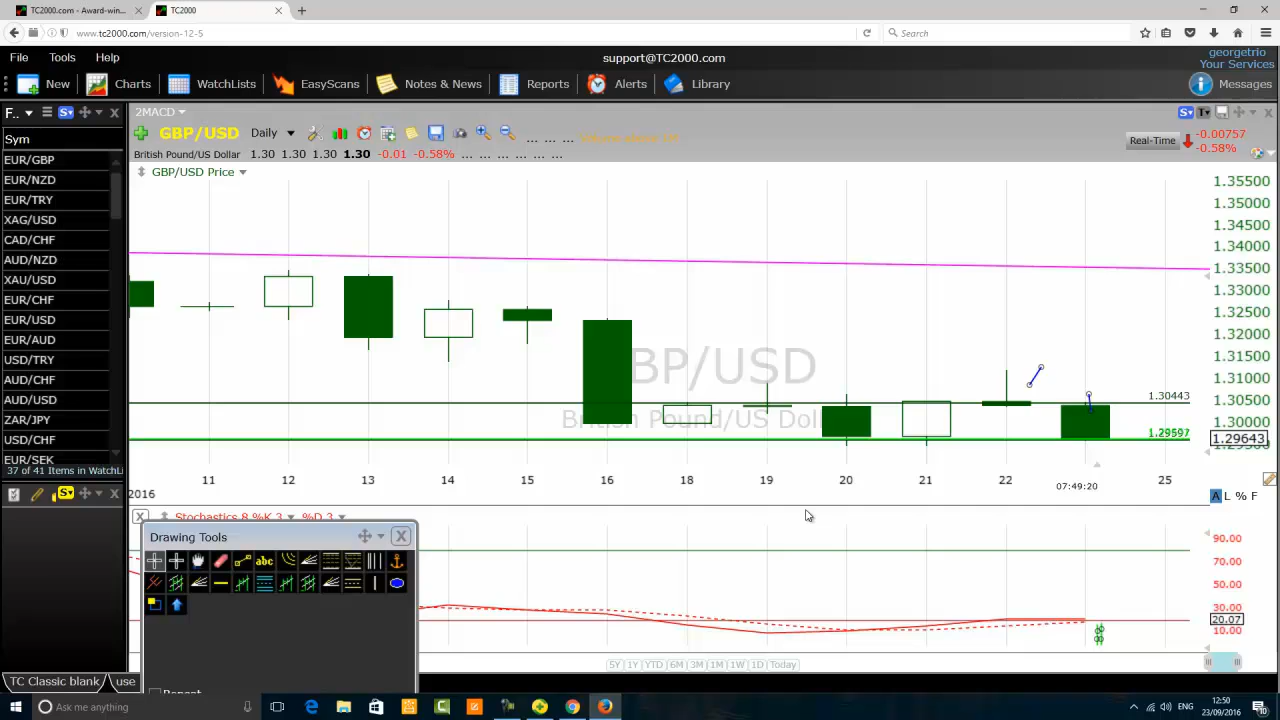 TC2000.com - Award-win...
TC2000
www.tc2000.com/version-12-5
Search
File Tools Help
support@TC2000.com
georgetrio
Your Services
New Charts WatchLists EasyScans Notes & News Reports Alerts Library Messages
F..
2MACD
Sym
GBP/USD Daily
Real-Time
-0.00757
-0.58%
British Pound/US Dollar 1.30 1.30 1.30 1.30 -0.01 -0.58%
GBP/USD Price
EUR/GBP
EUR/NZD
EUR/TRY
XAG/USD
CAD/CHF
AUD/NZD
XAU/USD
EUR/CHF
EUR/USD
EUR/AUD
USD/TRY
AUD/CHF
AUD/USD
ZAR/JPY
USD/CHF
EUR/SEK
37 of 41 Items in WatchLi
1.35500
1.35000
1.34500
1.34000
1.33500
1.33000
1.32500
1.32000
1.31500
1.31000
1.30500
1.30000
1.29643
BP/USD
British Pound/US Doll
1.30443
1.29597
11 12 13 14 15 16 18 19 20 21 22 25
2016
07:49:20
A L % F
Stochastics 8 %K 3 %D 3
Drawing Tools
abc
Repeat
90.00
70.00
50.00
30.00
20.07
10.00
5Y 1Y YTD 6M 3M 1M 1W 1D Today
TC Classic blank use
Ask me anything
ENG
12:50
23/09/2016
10